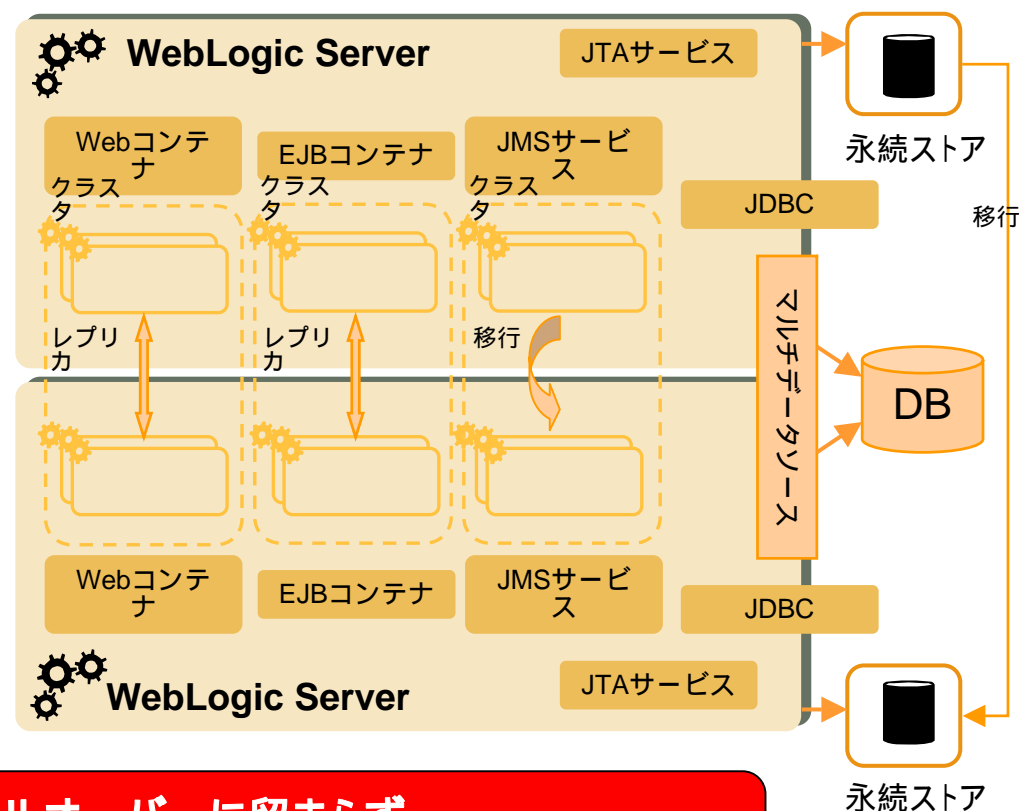 WebLogic Server
JTAサービス
永続ストア
Webコンテ
ナ
EJBコンテナ
JMSサービ
ス
クラス
タ
クラス
タ
クラス
タ
JDBC
移行
レプリ
カ
レプリ
カ
移行
マルチデータソース
DB
Webコンテ
ナ
EJBコンテナ
JMSサービ
ス
JDBC
WebLogic Server
JTAサービス
永続ストア